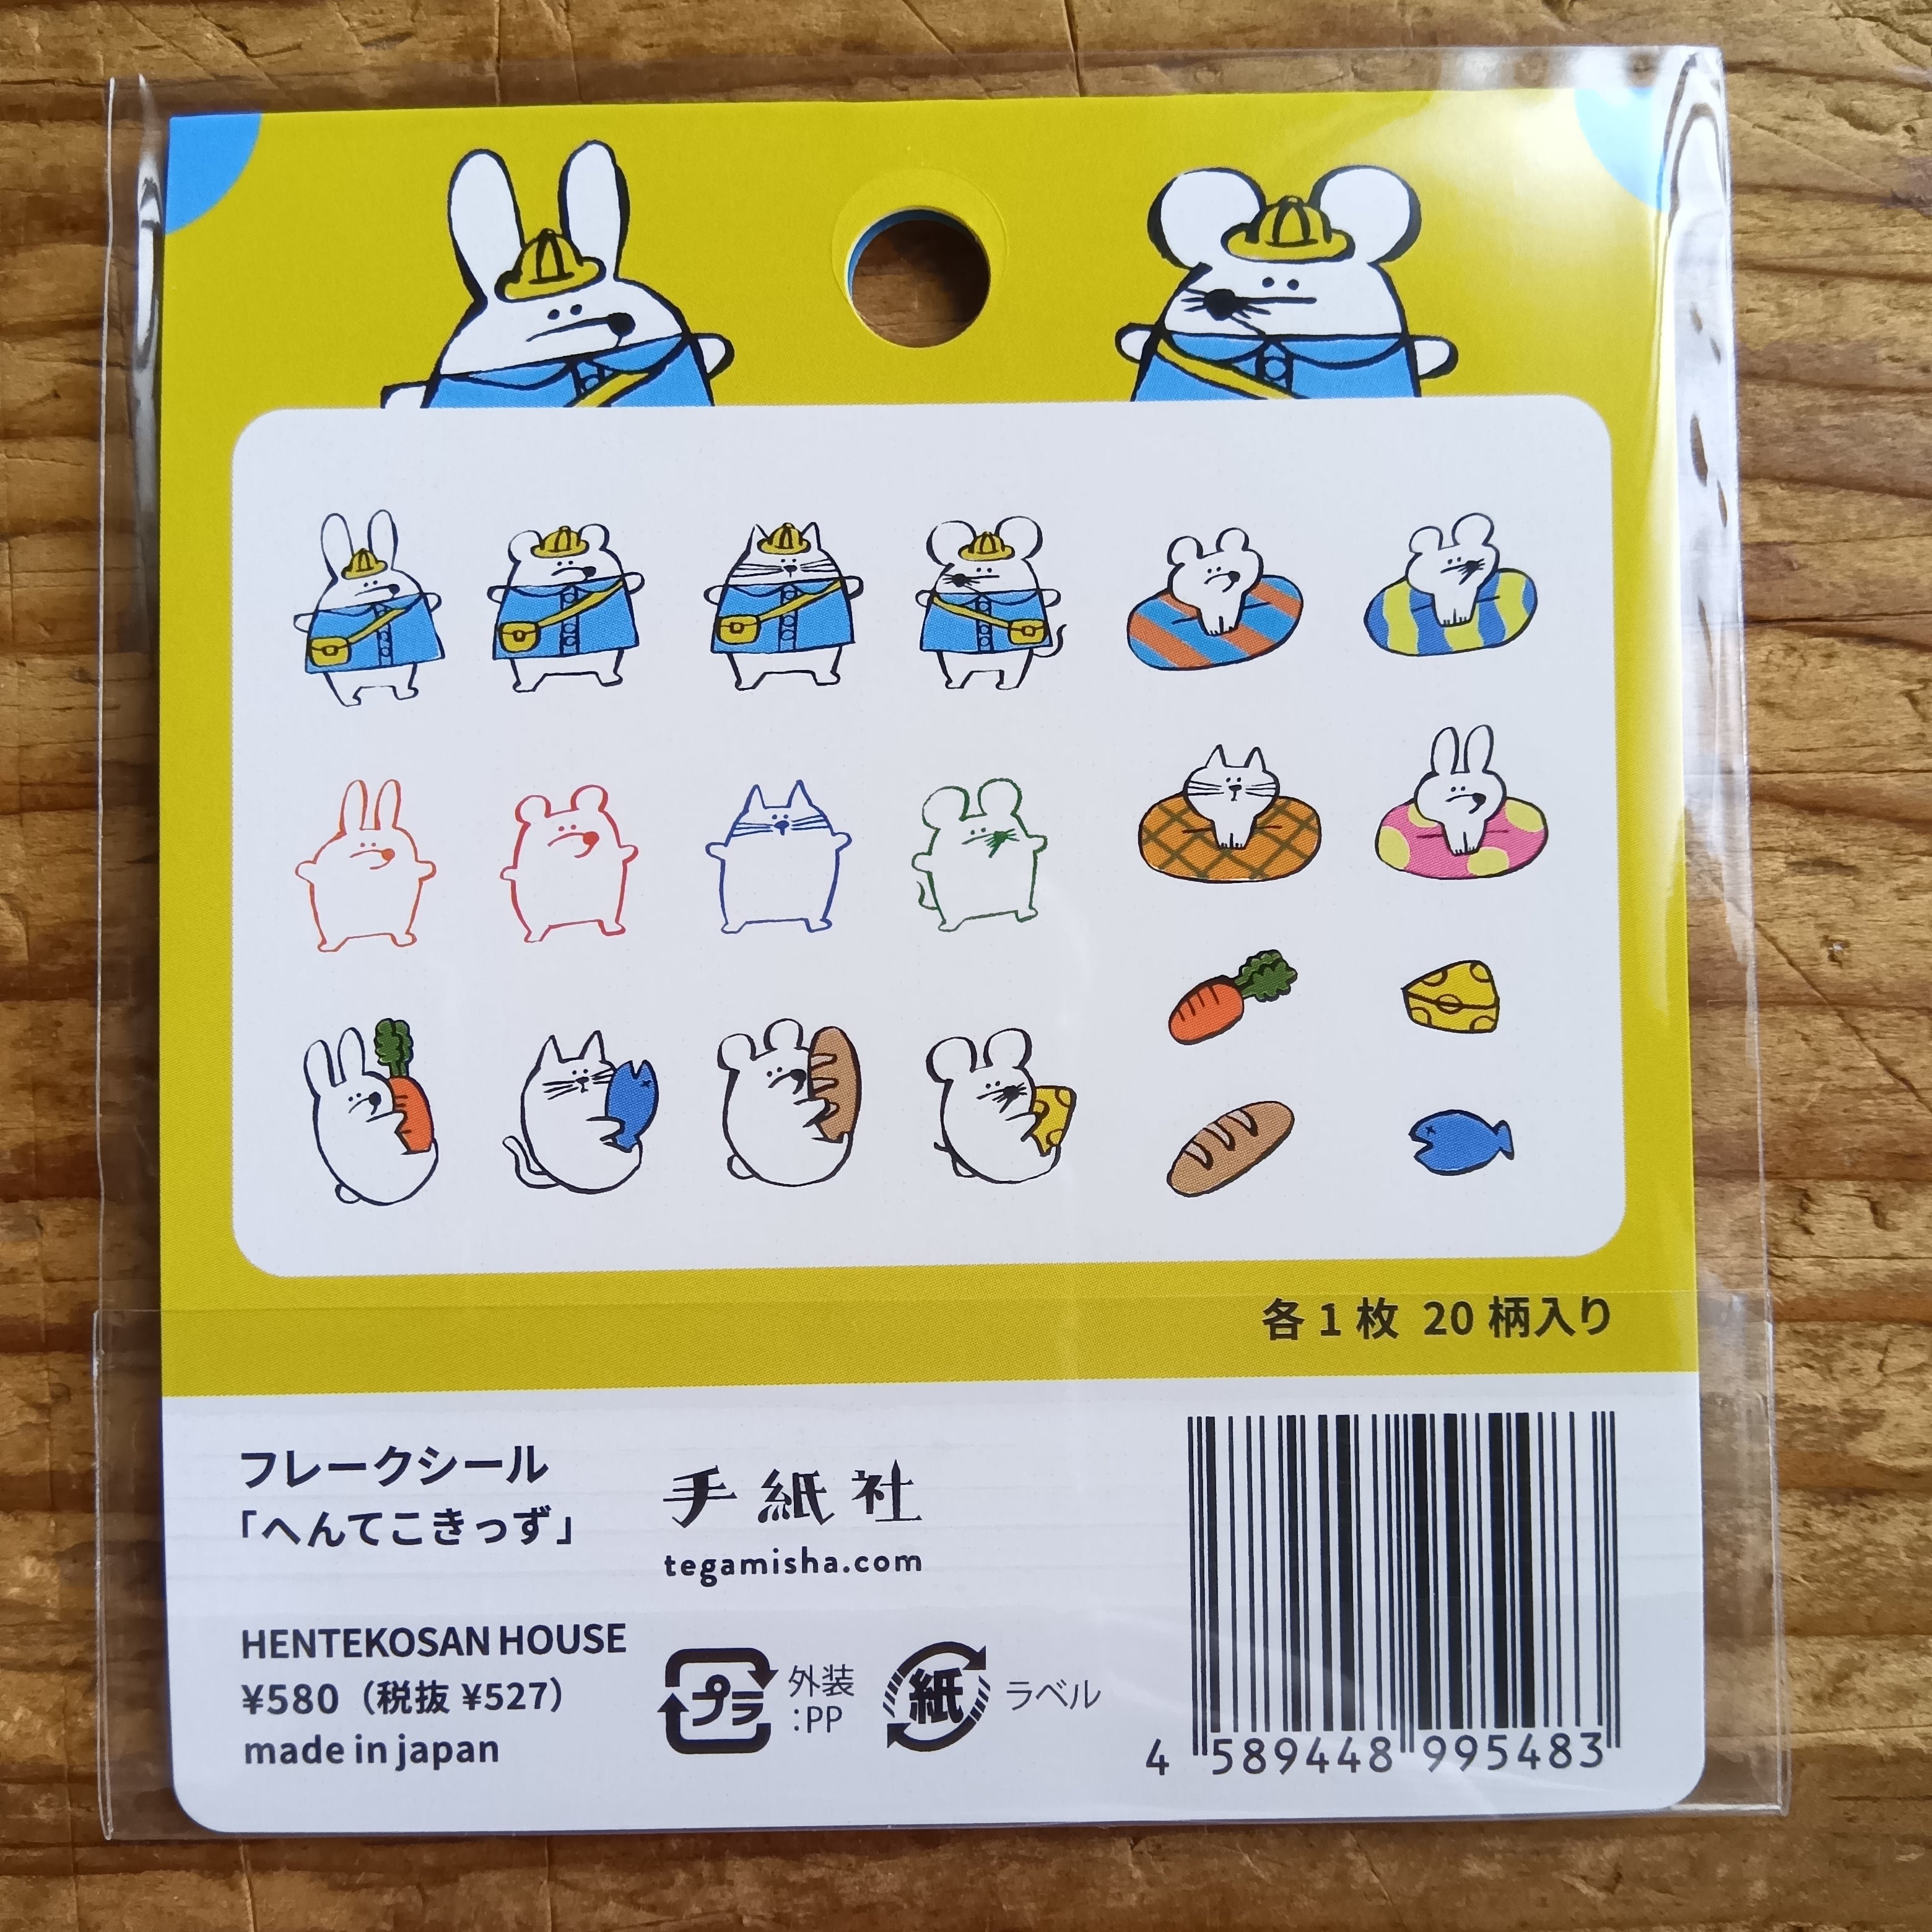 各1枚 20柄入り
フレークシール
「へんてこきっず」
手紙社
tegamisha.com
HENTEKOSAN HOUSE
¥580（税抜 ¥527）
made in japan
プラ
外装
:PP
紙
ラベル
4 589448 995483